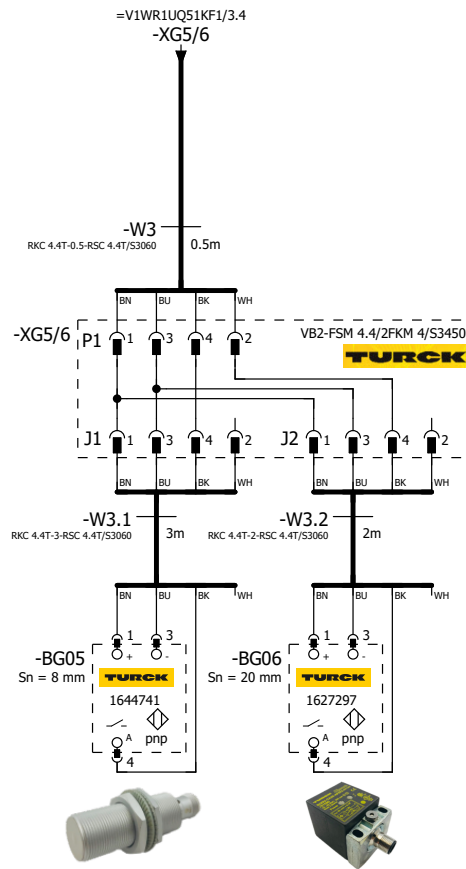 =V1WR1UQ51KF1/3.4
-XG5/6
-W3
RKC 4.4T-0.5-RSC 4.4T/S3060
0.5m
BN BU BK WH
-XG5/6 P1 1 3 4 2 VB2-FSM 4.4/2FKM 4/S3450
TURCK
J1 1 3 4 2 J2 1 3 4 2
BN BU BK WH BN BU BK WH
-W3.1 -W3.2
RKC 4.4T-3-RSC 4.4T/S3060 3m RKC 4.4T-2-RSC 4.4T/S3060 2m
BN BU BK WH BN BU BK WH
1 3 1 3
-BG05 + - -BG06 + -
Sn = 8 mm TURCK Sn = 20 mm TURCK
1644741 1627297
A pnp A pnp
4 4